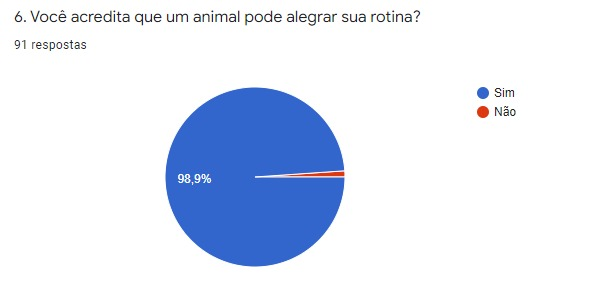 6. Você acredita que um animal pode alegrar sua rotina?
91 respostas
Sim
Não
98,9%